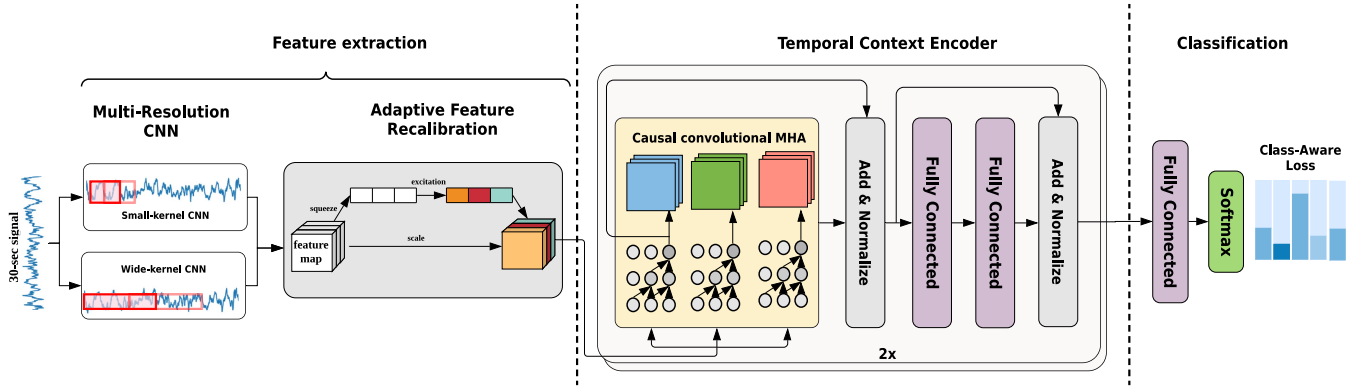 Feature extraction
Temporal Context Encoder
Classification
Multi-Resolution
CNN
Adaptive Feature
Recalibration
30-sec signal
Small-kernel CNN
Wide-kernel CNN
squeeze
excitation
feature
map
scale
Causal convolutional MHA
Add & Normalize
Fully Connected
Fully Connected
Add & Normalize
2x
Fully Connected
Softmax
Class-Aware
Loss